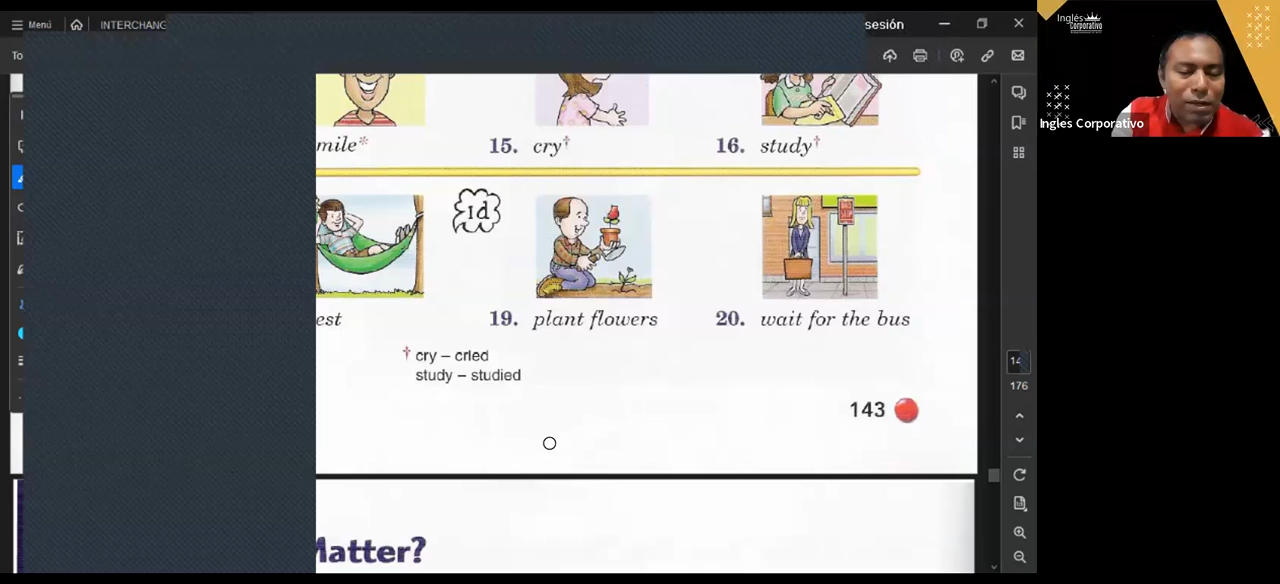 Menú INTERCHANG sesión
Inglés
Corporativo
Ingles Corporativo
To
mile*
15. cry†
16. study†
Id
est
19. plant flowers
20. wait for the bus
† cry – cried
study – studied
143
176
Matter?